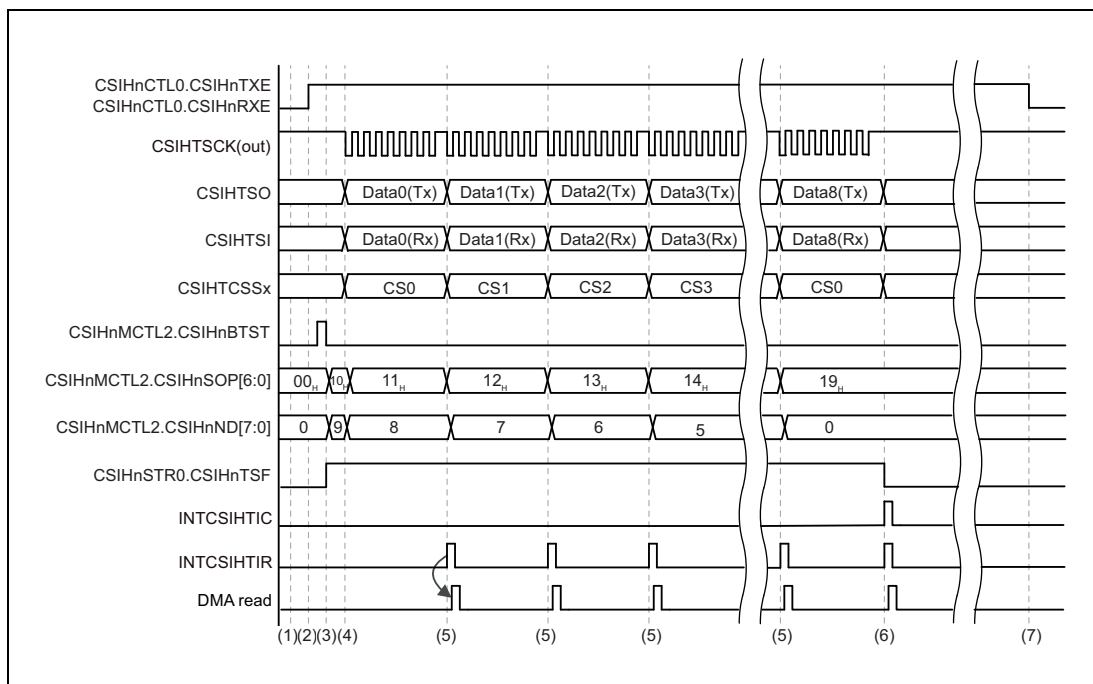 CSIHnCTL0.CSIHnTXE
CSIHnCTL0.CSIHnRXE
CSIHTSCK(out)
CSIHTSO Data0(Tx) Data1(Tx) Data2(Tx) Data3(Tx) Data8(Tx)
CSIHTSI Data0(Rx) Data1(Rx) Data2(Rx) Data3(Rx) Data8(Rx)
CSIHTCSSx CS0 CS1 CS2 CS3 CS0
CSIHnMCTL2.CSIHnBTST
CSIHnMCTL2.CSIHnSOP[6:0] 00H 10H 11H 12H 13H 14H 19H
CSIHnMCTL2.CSIHnND[7:0] 0 9 8 7 6 5 0
CSIHnSTR0.CSIHnTSF
INTCSIHTIC
INTCSIHTIR
DMA read
(1)(2)(3)(4) (5) (5) (5) (5) (6) (7)